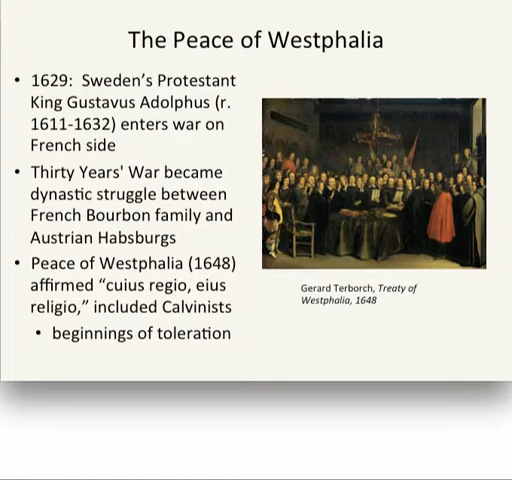 The Peace of Westphalia
• 1629:  Sweden’s Protestant
King Gustavus Adolphus (r.
1611-1632) enters war on
French side
• Thirty Years' War became
dynastic struggle between
French Bourbon family and
Austrian Habsburgs
• Peace of Westphalia (1648)
affirmed “cuius regio, eius
religio,” included Calvinists
• beginnings of toleration
Gerard Terborch, Treaty of
Westphalia, 1648